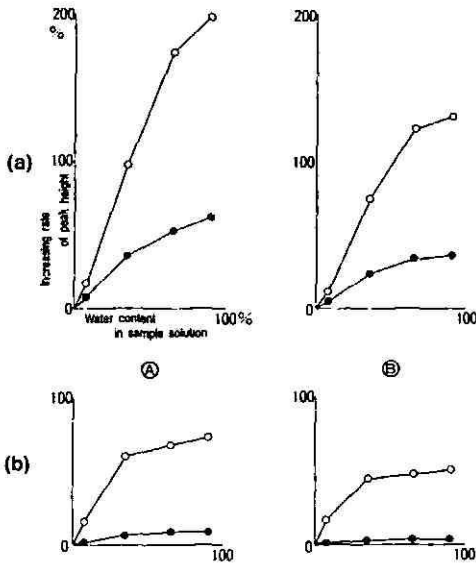 200
%
100
(a)
Increasing rate
of peak height
0
Water content
in sample solution
100%
200
100
0
100
Ⓐ
Ⓑ
100
(b)
0
100
100
0
100